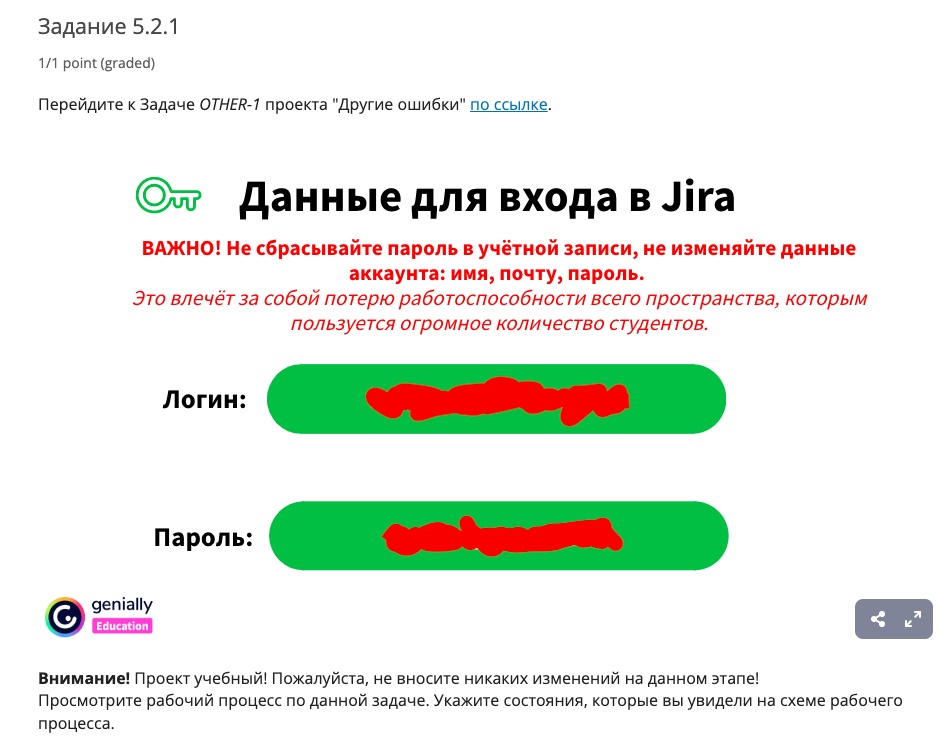 Задание 5.2.1
1/1 point (graded)
Перейдите к Задаче OTHER-1 проекта "Другие ошибки" по ссылке.
Данные для входа в Jira
ВАЖНО! Не сбрасывайте пароль в учётной записи, не изменяйте данные
аккаунта: имя, почту, пароль.
Это влечёт за собой потерю работоспособности всего пространства, которым
пользуется огромное количество студентов.
Логин:
Пароль:
genially
Education
Внимание! Проект учебный! Пожалуйста, не вносите никаких изменений на данном этапе!
Просмотрите рабочий процесс по данной задаче. Укажите состояния, которые вы увидели на схеме рабочего
процесса.